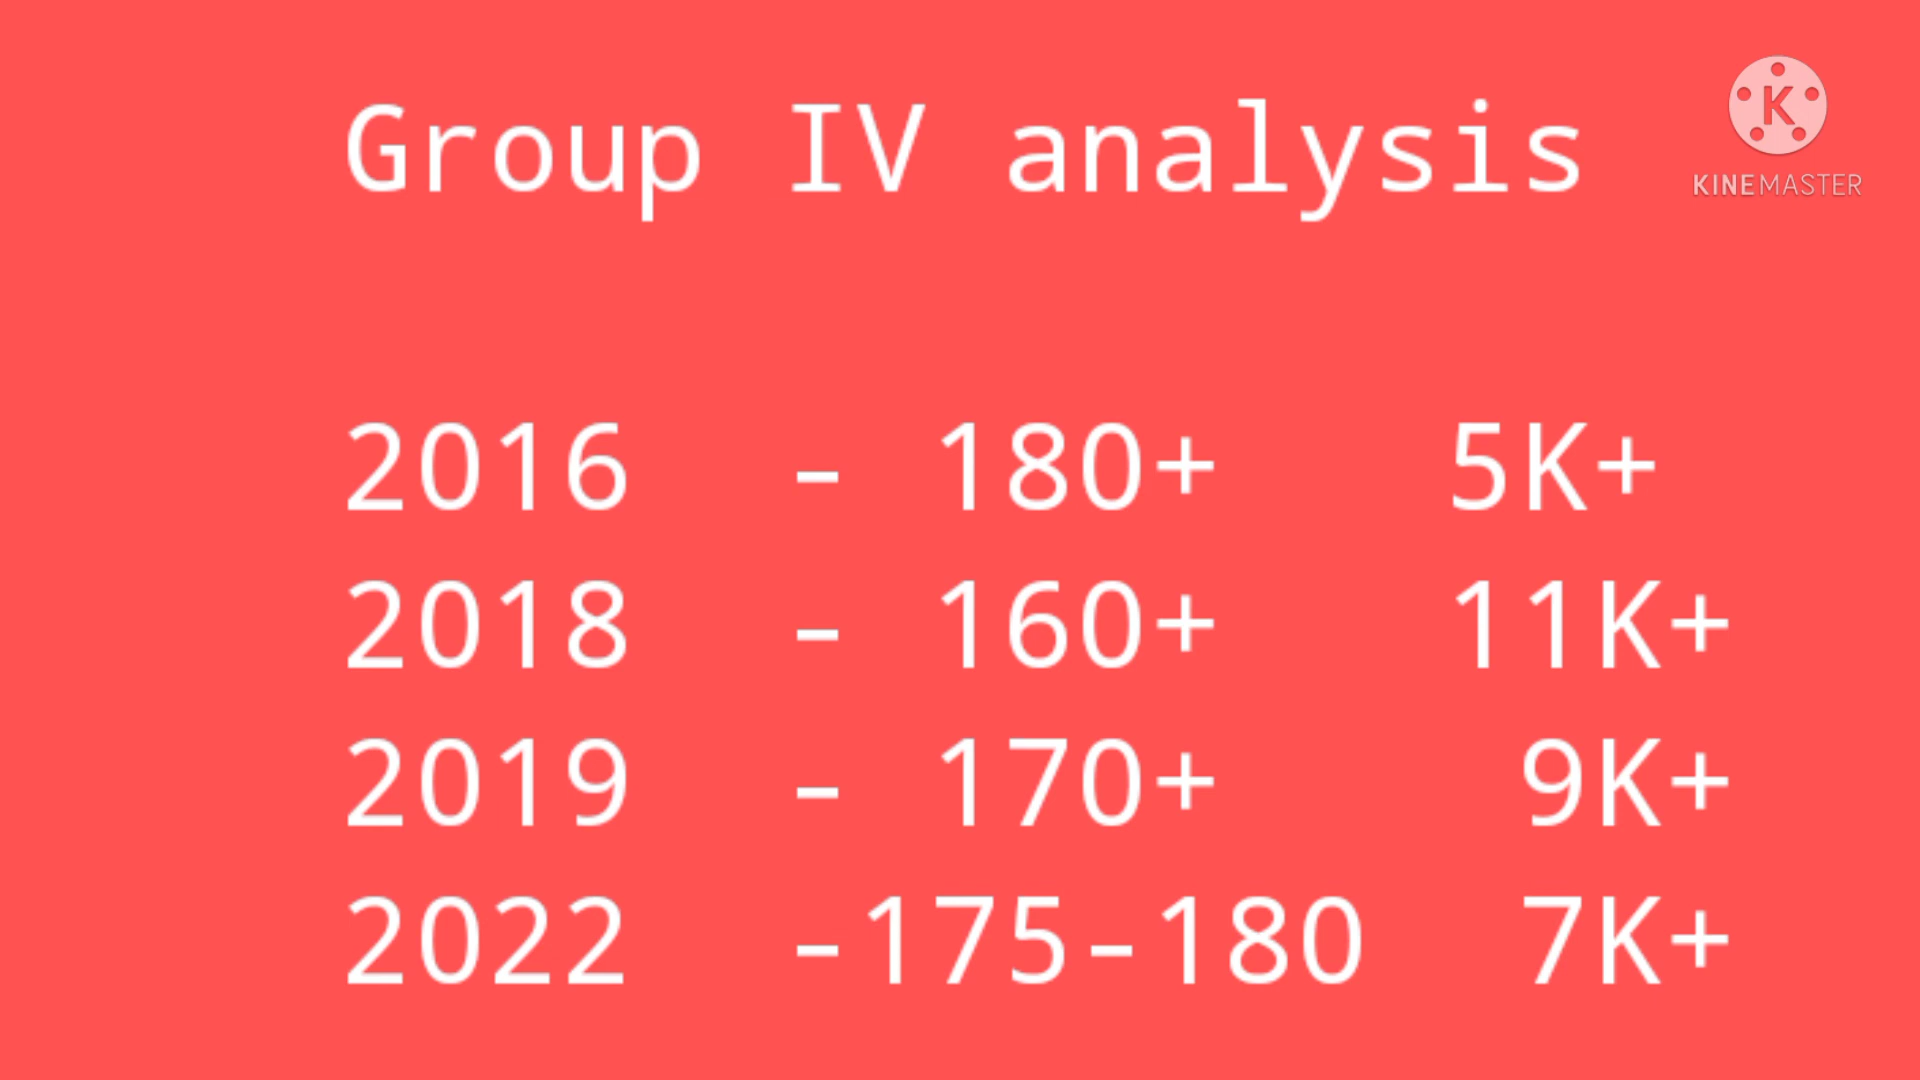 Group IV analysis
K
KINEMASTER
2016 - 180+ 5K+
2018 - 160+ 11K+
2019 - 170+ 9K+
2022 -175-180 7K+